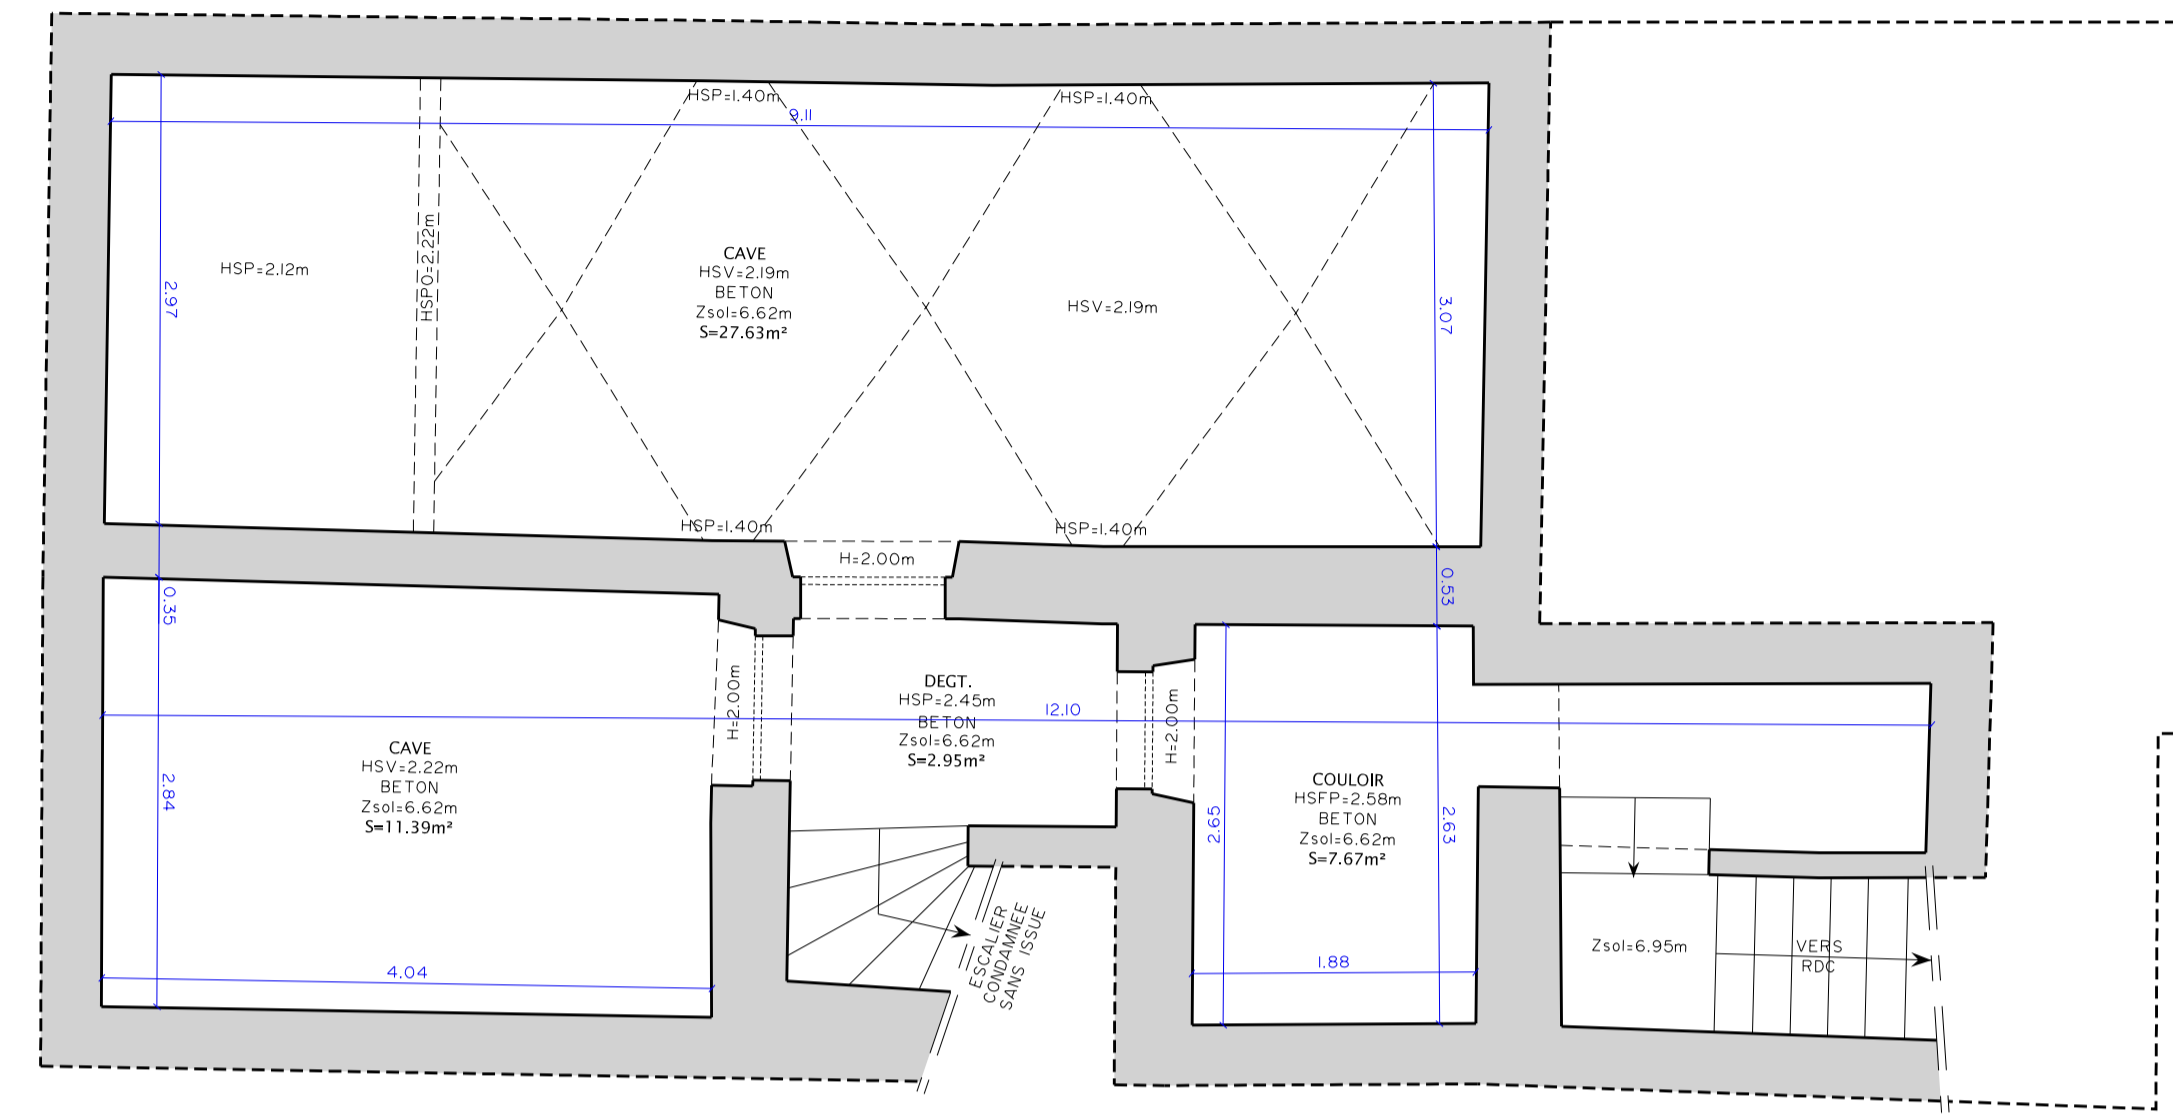 HSP=1.40m
HSP=1.40m
9.11
HSP=2.12m
HSPO=2.22m
2.97
CAVE
HSV=2.19m
BETON
Zsol=6.62m
S=27.63m²
HSV=2.19m
3.07
HSP=1.40m
HSP=1.40m
H=2.00m
0.35
0.53
H=2.00m
DEGT.
HSP=2.45m
BETON
Zsol=6.62m
S=2.95m²
12.10
H=2.00m
CAVE
HSV=2.22m
BETON
Zsol=6.62m
S=11.39m²
2.84
COULOIR
HSFP=2.58m
BETON
Zsol=6.62m
S=7.67m²
2.65
2.63
ESCALIER
CONDAMNEE
SANS ISSUE
Zsol=6.95m
VERS
RDC
4.04
1.88